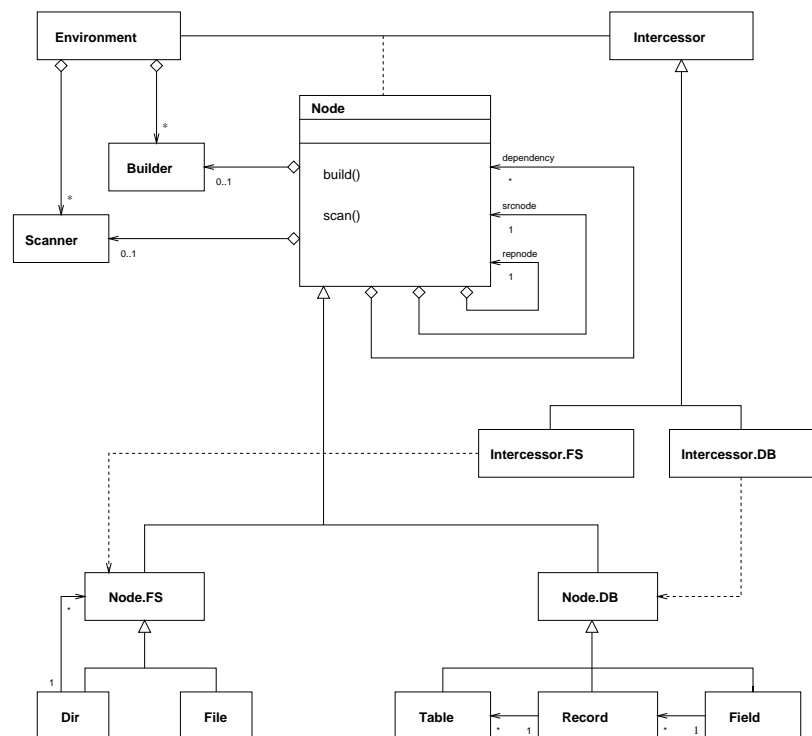 Environment
Intercessor
Node
*
Builder
0..1
build()
dependency
*
*
scan()
srcnode
1
Scanner
0..1
repnode
1
Intercessor.FS
Intercessor.DB
Node.FS
Node.DB
*
1
Dir
File
Table
Record
Field
*
1
*
1